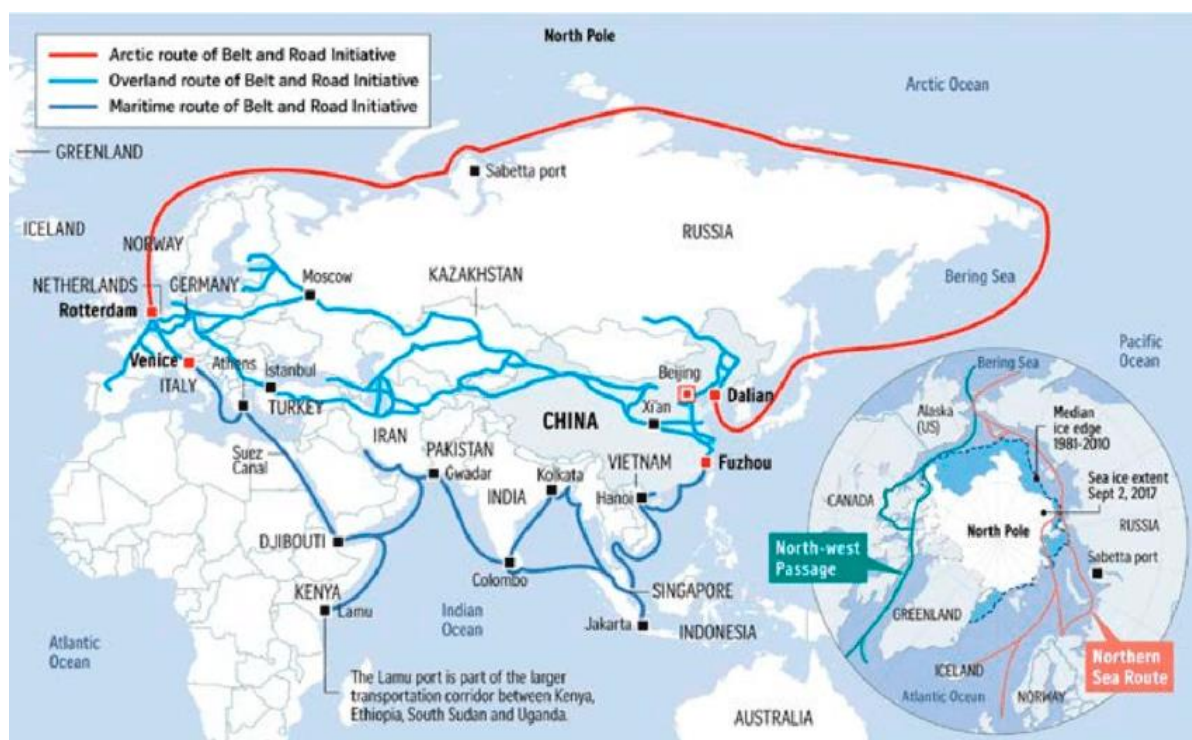 North Pole
Arctic route of Belt and Road Initiative
Overland route of Belt and Road Initiative
Maritime route of Belt and Road Initiative
Arctic Ocean
GREENLAND
Sabetta port
ICELAND
NORWAY
RUSSIA
NETHERLANDS
GERMANY
Moscow
KAZAKHSTAN
Bering Sea
Rotterdam
Venice
Athens
Istanbul
ITALY
TURKEY
Beijing
Dalian
Pacific
Ocean
Xi'an
CHINA
IRAN
PAKISTAN
Suez
Canal
Gwadar
Kolkata
VIETNAM
Fuzhou
INDIA
Hanoi
DJIBOUTI
Colombo
KENYA
Lamu
SINGAPORE
Indian
Ocean
Jakarta
INDONESIA
Atlantic
Ocean
The Lamu port is part of the larger
transportation corridor between Kenya,
Ethiopia, South Sudan and Uganda.
AUSTRALIA
Bering Sea
Alaska
(US)
Median
ice edge
1981-2010
CANADA
Sea ice extent
Sept 2, 2017
North Pole
RUSSIA
North-west
Passage
Sabetta port
GREENLAND
ICELAND
Atlantic Ocean
NORWAY
Northern
Sea Route